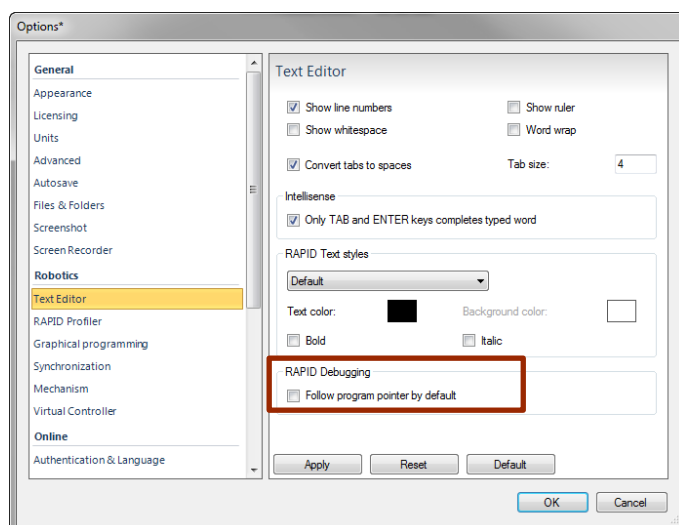 Options*
General
Appearance
Licensing
Units
Advanced
Autosave
Files & Folders
Screenshot
Screen Recorder
Robotics
Text Editor
RAPID Profiler
Graphical programming
Synchronization
Mechanism
Virtual Controller
Online
Authentication & Language
Text Editor
Show line numbers
Show ruler
Show whitespace
Word wrap
Convert tabs to spaces
Tab size: 4
Intellisense
Only TAB and ENTER keys completes typed word
RAPID Text styles
Default
Text color:
Background color:
Bold
Italic
RAPID Debugging
Follow program pointer by default
Apply
Reset
Default
OK
Cancel